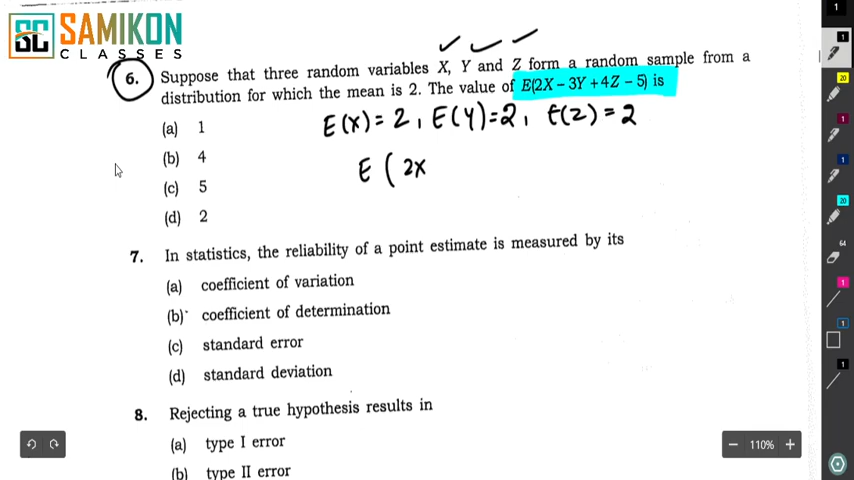 SC SAMIKON
CLASSES
6. Suppose that three random variables X, Y and Z form a random sample from a
distribution for which the mean is 2. The value of E(2X – 3Y + 4Z – 5) is
E(X) = 2, E(Y) = 2, E(Z) = 2
(a) 1
(b) 4
E ( 2X
(c) 5
(d) 2
7. In statistics, the reliability of a point estimate is measured by its
(a) coefficient of variation
(b) coefficient of determination
(c) standard error
(d) standard deviation
8. Rejecting a true hypothesis results in
(a) type I error
(b) type II error
1
1
20
1
1
20
64
1
1
1
– 110% +